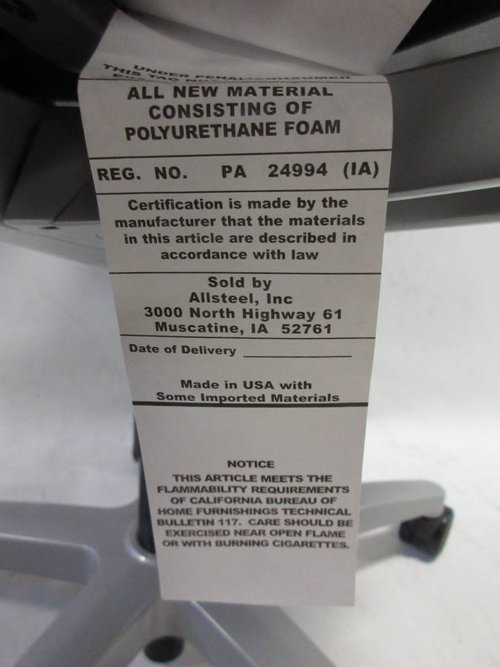 UNDER PENAL
THIS TAG
ALL NEW MATERIAL
CONSISTING OF
POLYURETHANE FOAM
REG. NO. PA 24994 (IA)
Certification is made by the
manufacturer that the materials
in this article are described in
accordance with law
Sold by
Allsteel, Inc
3000 North Highway 61
Muscatine, IA 52761
Date of Delivery
Made in USA with
Some Imported Materials
NOTICE
THIS ARTICLE MEETS THE
FLAMMABILITY REQUIREMENTS
OF CALIFORNIA BUREAU OF
HOME FURNISHINGS TECHNICAL
BULLETIN 117. CARE SHOULD BE
EXERCISED NEAR OPEN FLAME
OR WITH BURNING CIGARETTES.